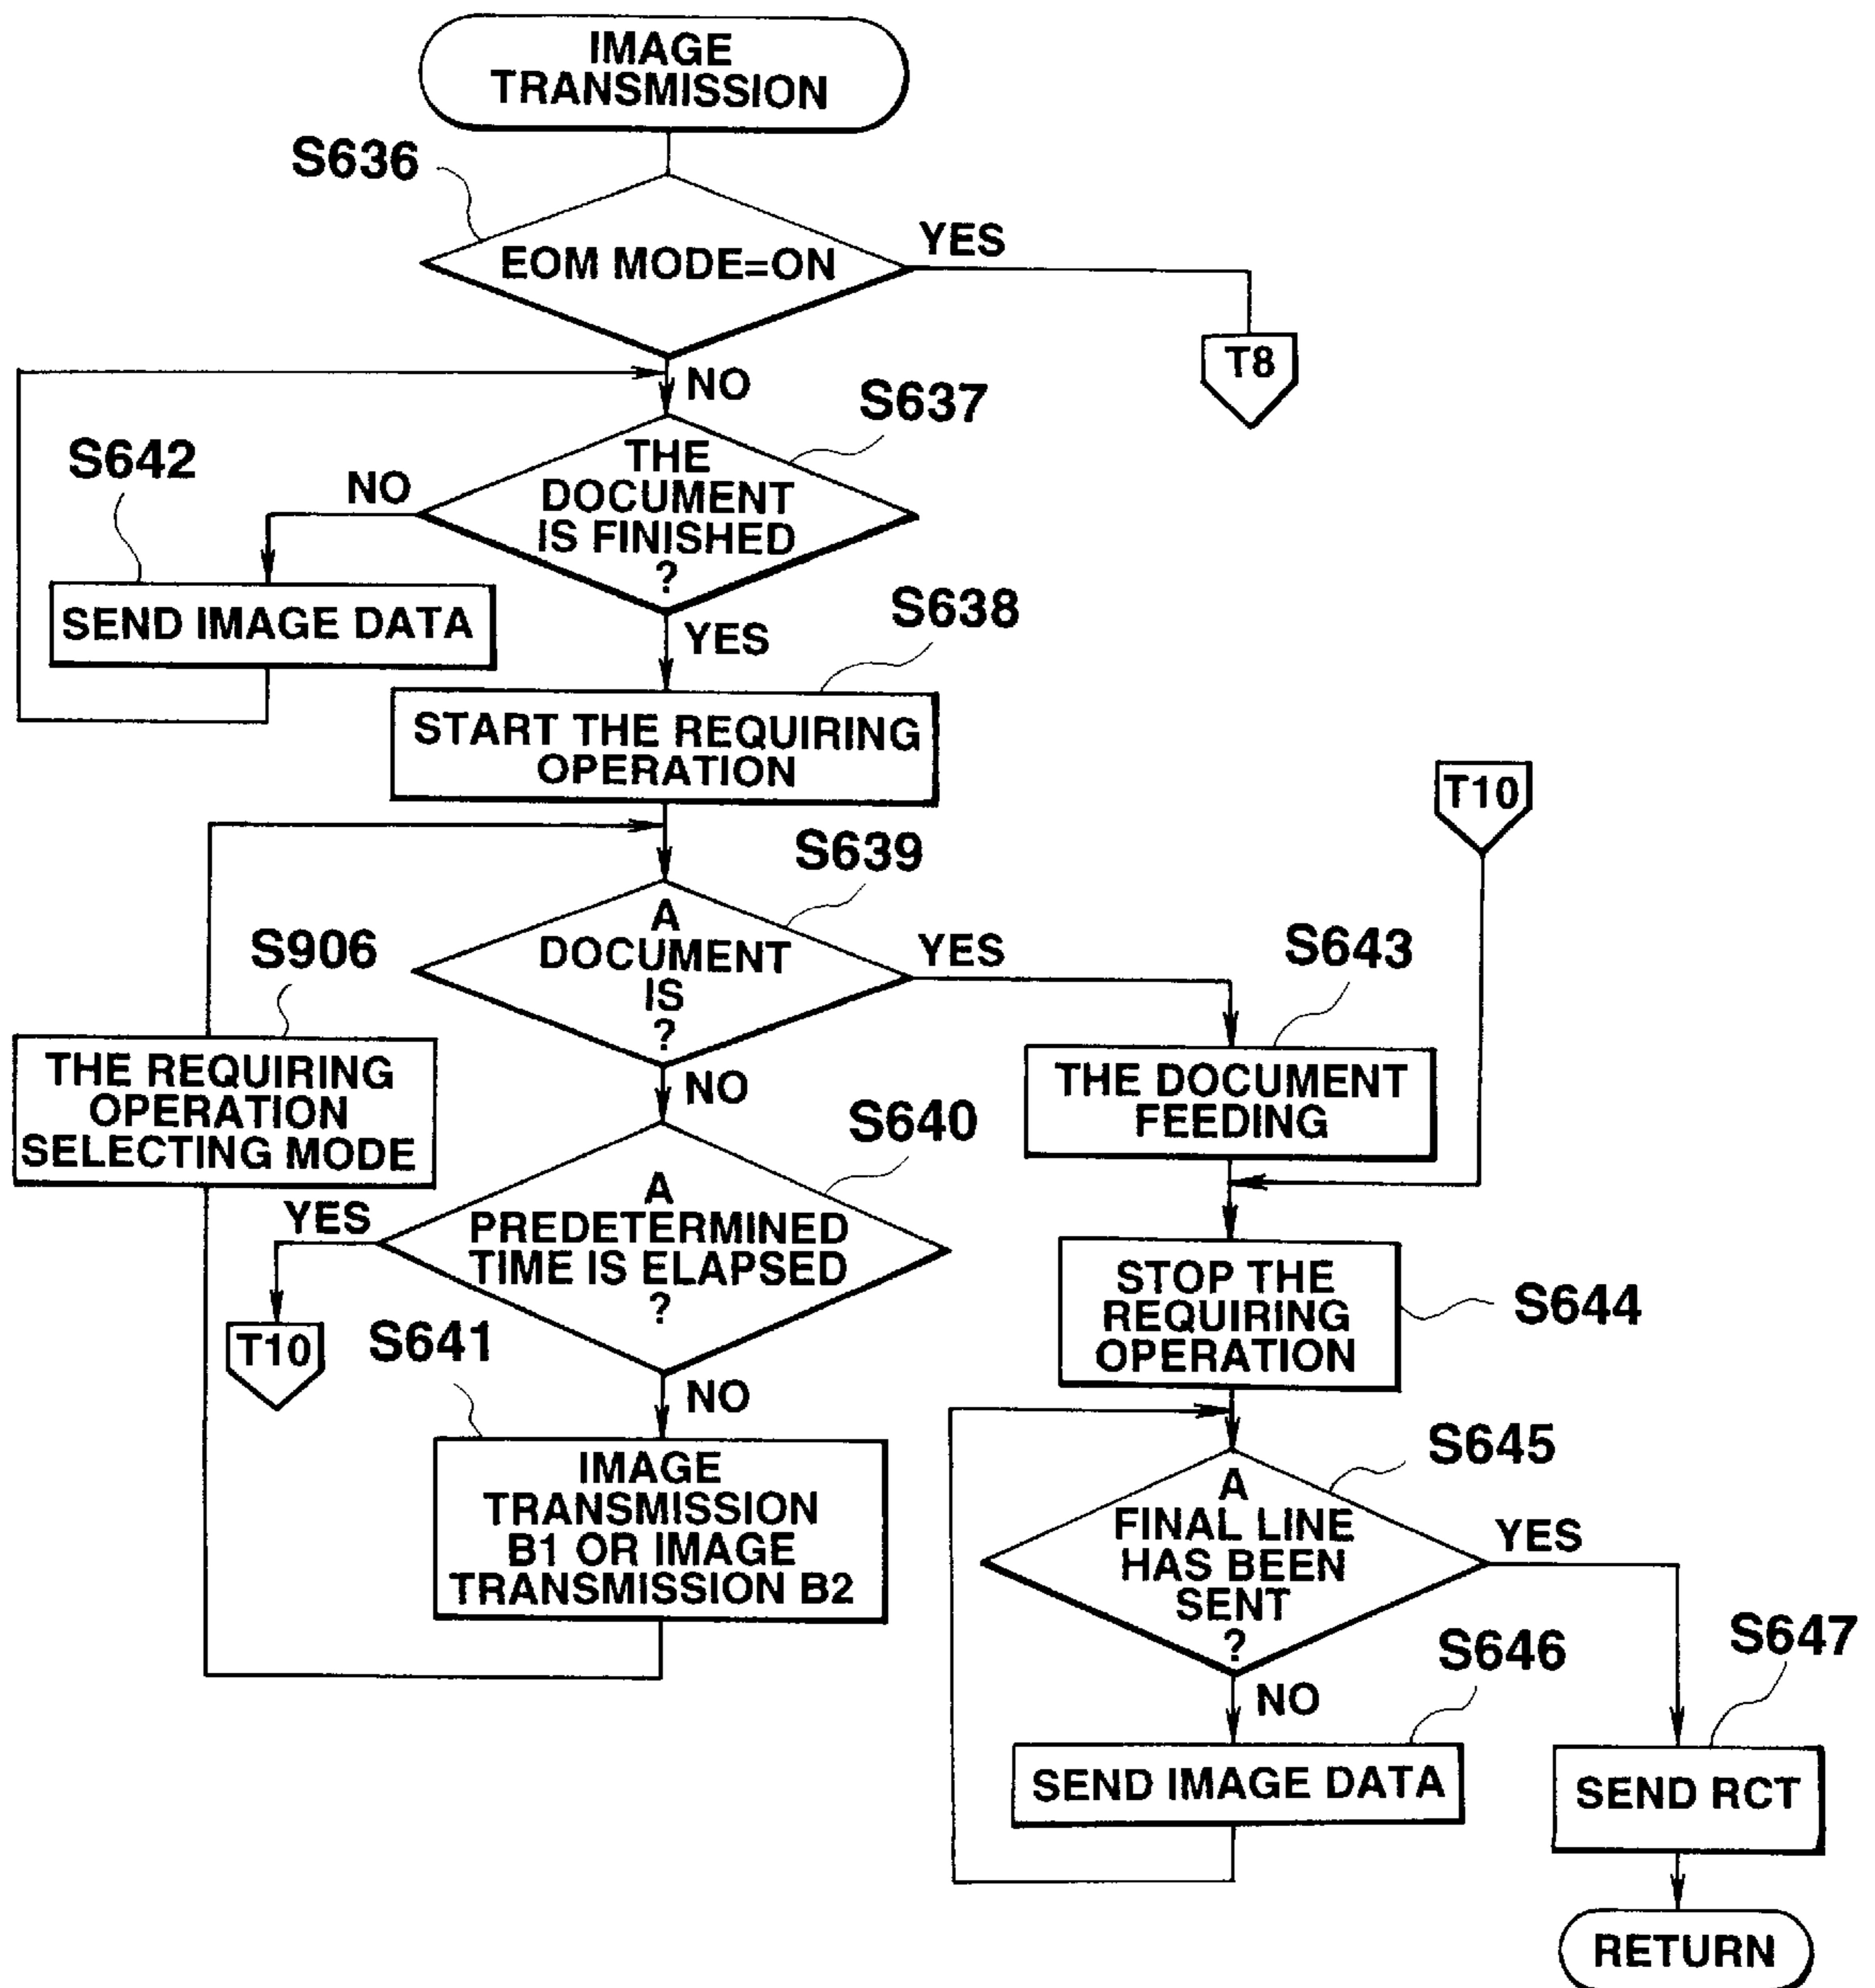 IMAGE
TRANSMISSION
S636
EOM MODE=ON
YES
T8
NO
S637
THE
DOCUMENT
IS FINISHED
?
NO
S642
SEND IMAGE DATA
YES
S638
START THE REQUIRING
OPERATION
T10
S639
A
DOCUMENT
IS
?
YES
S643
THE DOCUMENT
FEEDING
S906
THE REQUIRING
OPERATION
SELECTING MODE
NO
S640
A
PREDETERMINED
TIME IS ELAPSED
?
YES
T10
STOP THE
REQUIRING
OPERATION
S644
S641
NO
IMAGE
TRANSMISSION
B1 OR IMAGE
TRANSMISSION B2
S645
A
FINAL LINE
HAS BEEN
SENT
?
YES
NO
S646
SEND IMAGE DATA
S647
SEND RCT
RETURN